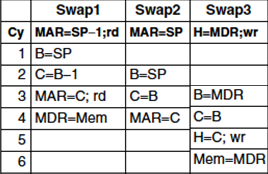 Swap1 Swap2 Swap3
Cy MAR=SP–1;rd MAR=SP H=MDR;wr
1 B=SP
2 C=B–1 B=SP
3 MAR=C; rd C=B B=MDR
4 MDR=Mem MAR=C C=B
5 H=C; wr
6 Mem=MDR